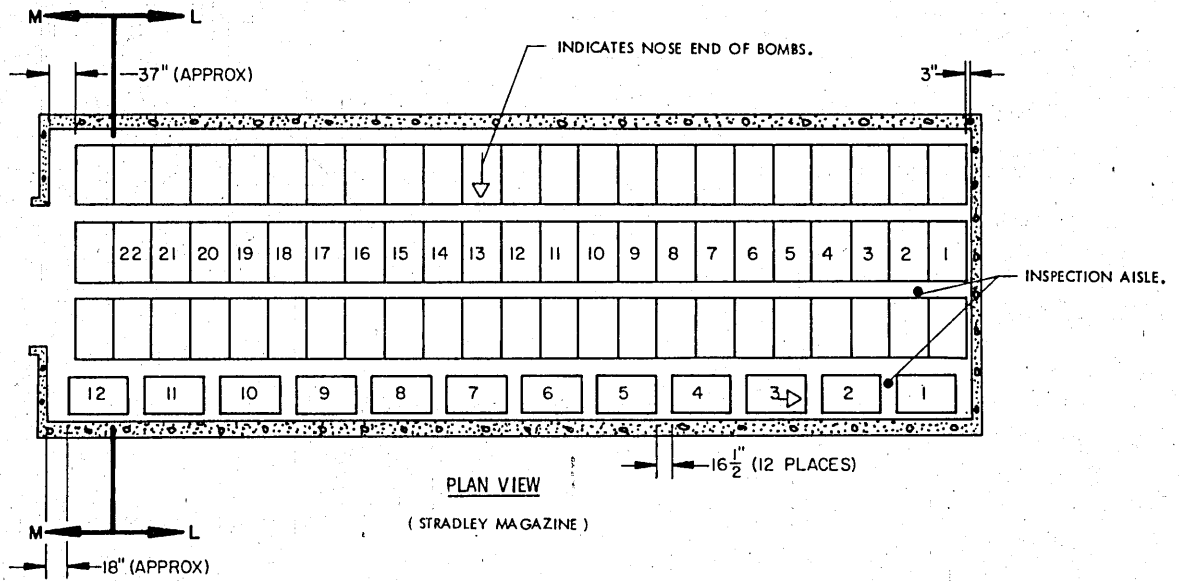 M L
INDICATES NOSE END OF BOMBS.
37" (APPROX)
3"
22 21 20 19 18 17 16 15 14 13 12 11 10 9 8 7 6 5 4 3 2 1
INSPECTION AISLE.
12 11 10 9 8 7 6 5 4 3 2 1
16 1/2" (12 PLACES)
PLAN VIEW
(STRADLEY MAGAZINE)
M L
18" (APPROX)